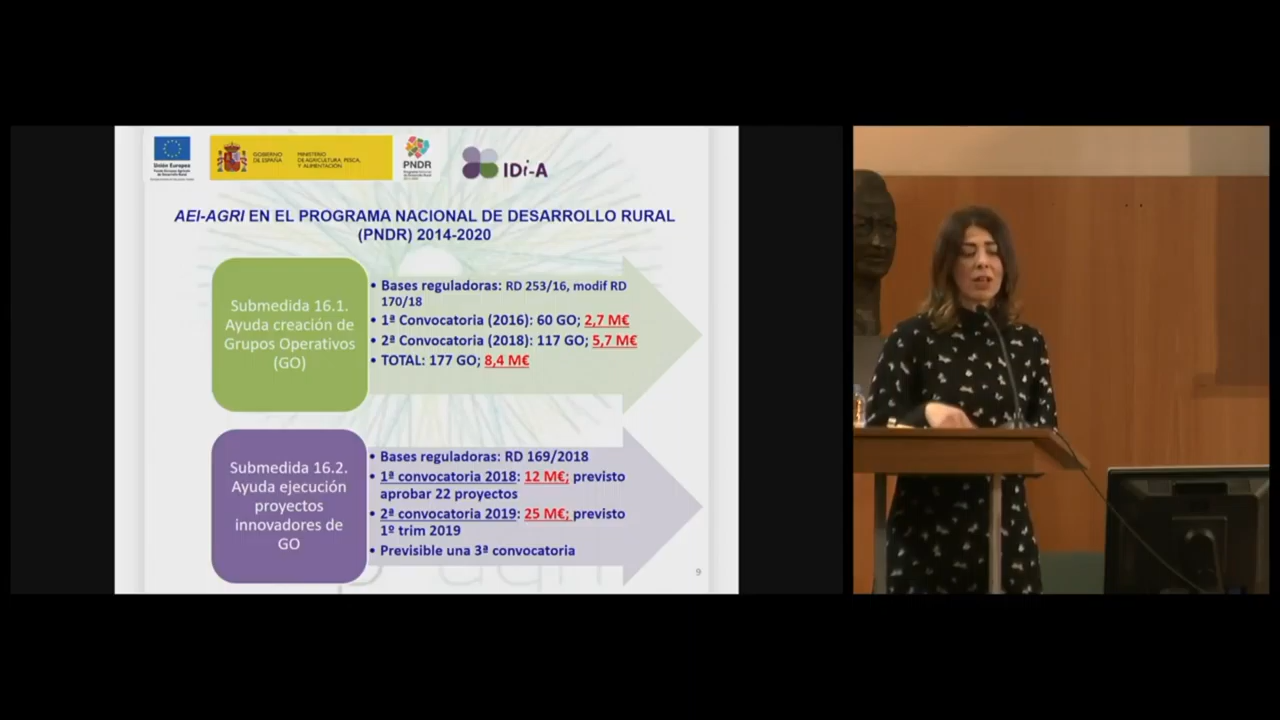 Unión Europea
GOBIERNO
DE ESPAÑA
MINISTERIO
DE AGRICULTURA, PESCA,
Y ALIMENTACIÓN
PNDR
IDi-A
AEI-AGRI EN EL PROGRAMA NACIONAL DE DESARROLLO RURAL
(PNDR) 2014-2020
Submedida 16.1.
Ayuda creación de
Grupos Operativos
(GO)
• Bases reguladoras: RD 253/16, modif RD
170/18
• 1ª Convocatoria (2016): 60 GO; 2,7 M€
• 2ª Convocatoria (2018): 117 GO; 5,7 M€
• TOTAL: 177 GO; 8,4 M€
Submedida 16.2.
Ayuda ejecución
proyectos
innovadores de
GO
• Bases reguladoras: RD 169/2018
• 1ª convocatoria 2018: 12 M€; previsto
aprobar 22 proyectos
• 2ª convocatoria 2019: 25 M€; previsto
1º trim 2019
• Previsible una 3ª convocatoria
9